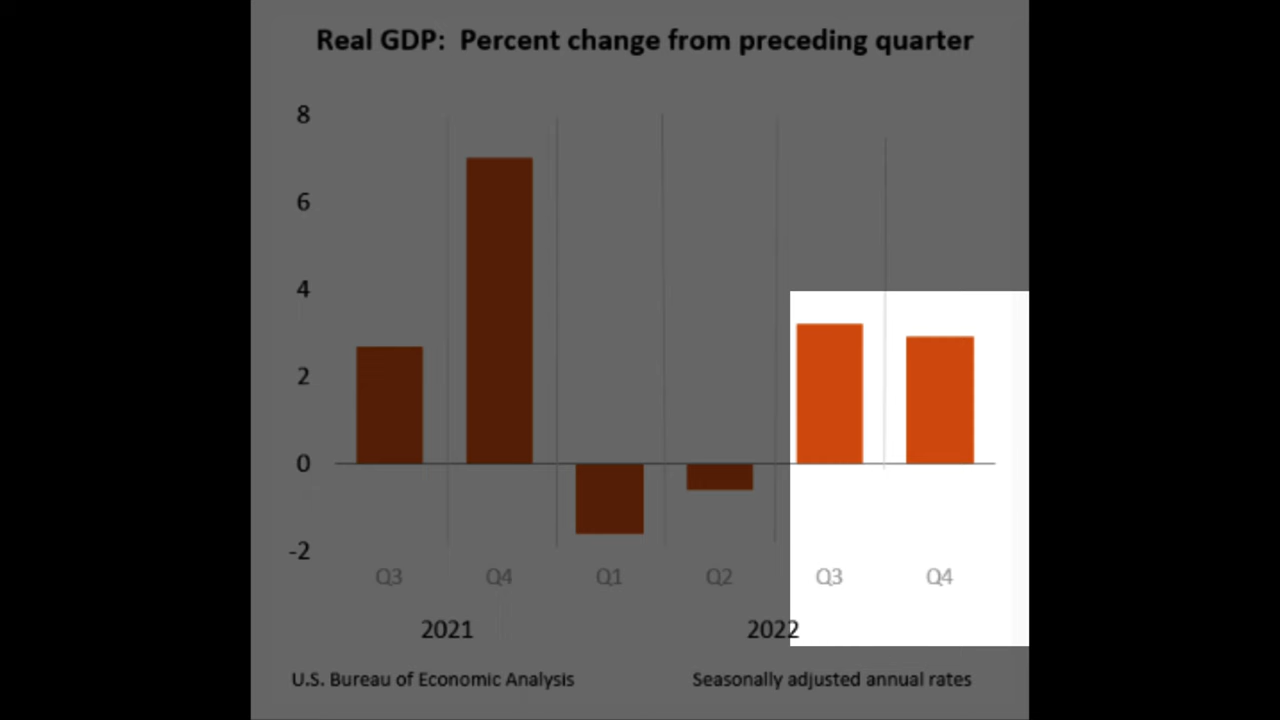 Real GDP:  Percent change from preceding quarter
8
6
4
2
0
-2
Q3 Q4 Q1 Q2 Q3 Q4
2021 2022
U.S. Bureau of Economic Analysis Seasonally adjusted annual rates